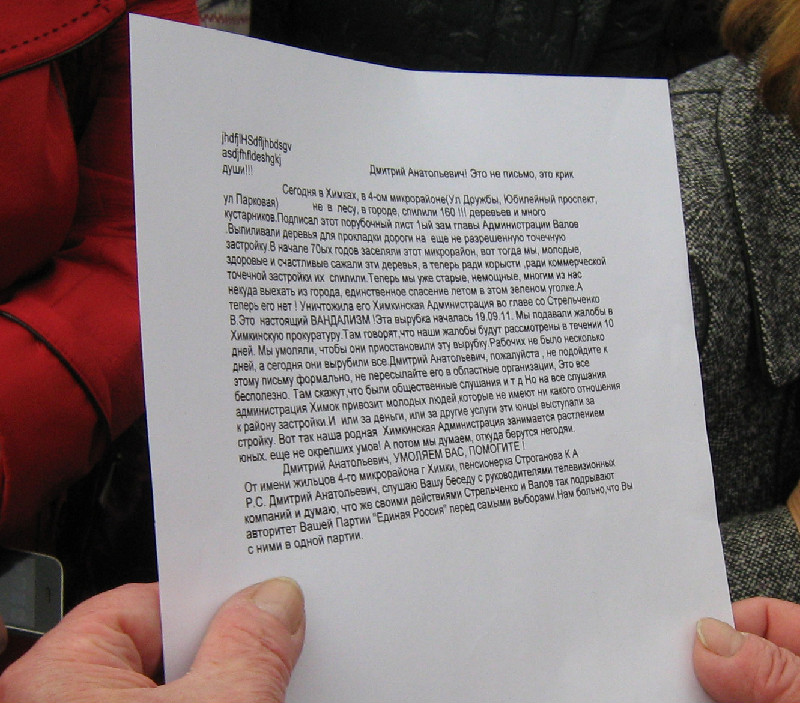 jhdfjlHSdfljhbdsgv
asdjfhfldeshgkj
Дмитрий Анатольевич! Это не письмо, это крик
души!!!
Сегодня в Химках, в 4-ом микрорайоне(Ул Дружбы, Юбилейный проспект,
ул Парковая) не в лесу, в городе, спилили 160 !!! деревьев и много
кустарников.Подписал этот порубочный лист 1ый зам главы Администрации Валов
.Выпиливали деревья для прокладки дороги на еще не разрешенную точечную
застройку.В начале 70ых годов заселяли этот микрорайон, вот тогда мы, молодые,
здоровые и счастливые сажали эти деревья, а теперь ради корысти ,ради коммерческой
точечной застройки их спилили.Теперь мы уже старые, немощные, многим из нас
некуда выехать из города, единственное спасение летом в этом зеленом уголке.А
теперь его нет ! Уничтожила его Химкинская Администрация во главе со Стрельченко
В Это настоящий ВАНДАЛИЗМ !Эта вырубка началась 19.09.11. Мы подавали жалобы в
Химкинскую прокуратуру.Там говорят,что наши жалобы будут рассмотрены в течении 10
дней. Мы умоляли, чтобы они приостановили эту вырубку.Рабочих не было несколько
дней, а сегодня они вырубили все.Дмитрий Анатольевич, пожалуйста , не подойдите к
этому письму формально, не пересылайте его в областные организации, Это все
бесполезно. Там скажут,что были общественные слушания и т д Но на все слушания
администрация Химок привозит молодых людей,которые не имеют ни какого отношения
к району застройки.И или за деньги, или за другие услуги эти юнцы выступали за
стройку. Вот так наша родная Химкинская Администрация занимается растлением
юных, еще не окрепших умов! А потом мы думаем, откуда берутся негодяи.
Дмитрий Анатольевич, УМОЛЯЕМ ВАС, ПОМОГИТЕ !
От имени жильцов 4-го микрорайона г Химки, пенсионерка Строганова К А
Р.С. Дмитрий Анатольевич, слушаю Вашу беседу с руководителями телевизионных
компаний и думаю, что же своими действиями Стрельченко и Валов так подрывают
авторитет Вашей Партии "Единая Россия" перед самыми выборами.Нам больно,что Вы
с ними в одной партии.